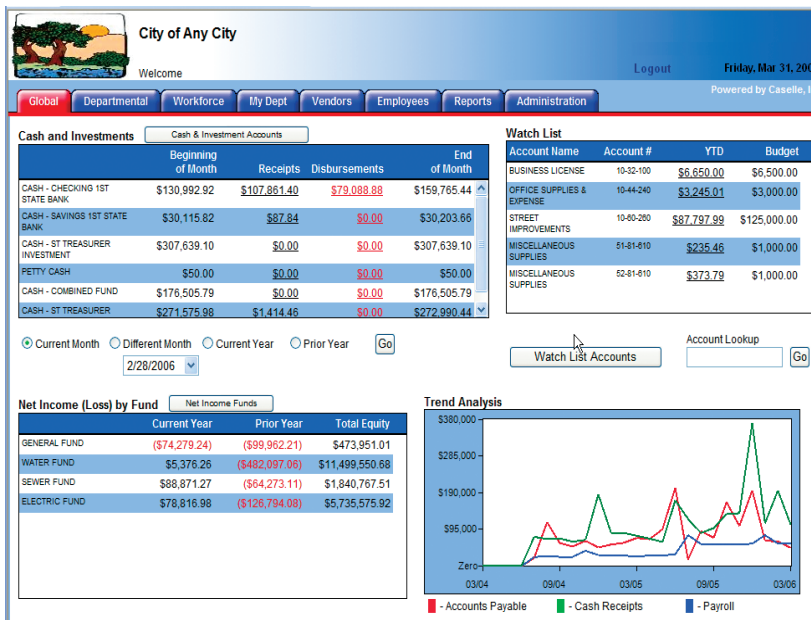 City of Any City
Welcome
Logout
Friday, Mar 31, 200
Powered by Caselle, I
Global Departmental Workforce My Dept Vendors Employees Reports Administration
Cash and Investments Cash & Investment Accounts
Beginning of Month Receipts Disbursements End of Month
CASH - CHECKING 1ST STATE BANK $130,992.92 $107,861.40 $79,088.88 $159,765.44
CASH - SAVINGS 1ST STATE BANK $30,115.82 $87.84 $0.00 $30,203.66
CASH - ST TREASURER INVESTMENT $307,639.10 $0.00 $0.00 $307,639.10
PETTY CASH $50.00 $0.00 $0.00 $50.00
CASH - COMBINED FUND $176,505.79 $0.00 $0.00 $176,505.79
CASH - ST TREASURER $271,575.98 $1,414.46 $0.00 $272,990.44
Current Month Different Month Current Year Prior Year Go
2/28/2006
Watch List
Account Name Account # YTD Budget
BUSINESS LICENSE 10-32-100 $6,650.00 $6,500.00
OFFICE SUPPLIES & EXPENSE 10-44-240 $3,245.01 $3,000.00
STREET IMPROVEMENTS 10-60-260 $87,797.99 $125,000.00
MISCELLANEOUS SUPPLIES 51-81-610 $235.46 $1,000.00
MISCELLANEOUS SUPPLIES 52-81-610 $373.79 $1,000.00
Watch List Accounts
Account Lookup
Go
Net Income (Loss) by Fund Net Income Funds
Current Year Prior Year Total Equity
GENERAL FUND ($74,279.24) ($99,962.21) $473,951.01
WATER FUND $5,376.26 ($482,097.06) $11,499,550.68
SEWER FUND $88,871.27 ($64,273.11) $1,840,767.51
ELECTRIC FUND $78,816.98 ($126,794.08) $5,735,575.92
Trend Analysis
$380,000
$285,000
$190,000
$95,000
Zero
03/04 09/04 03/05 09/05 03/06
- Accounts Payable - Cash Receipts - Payroll